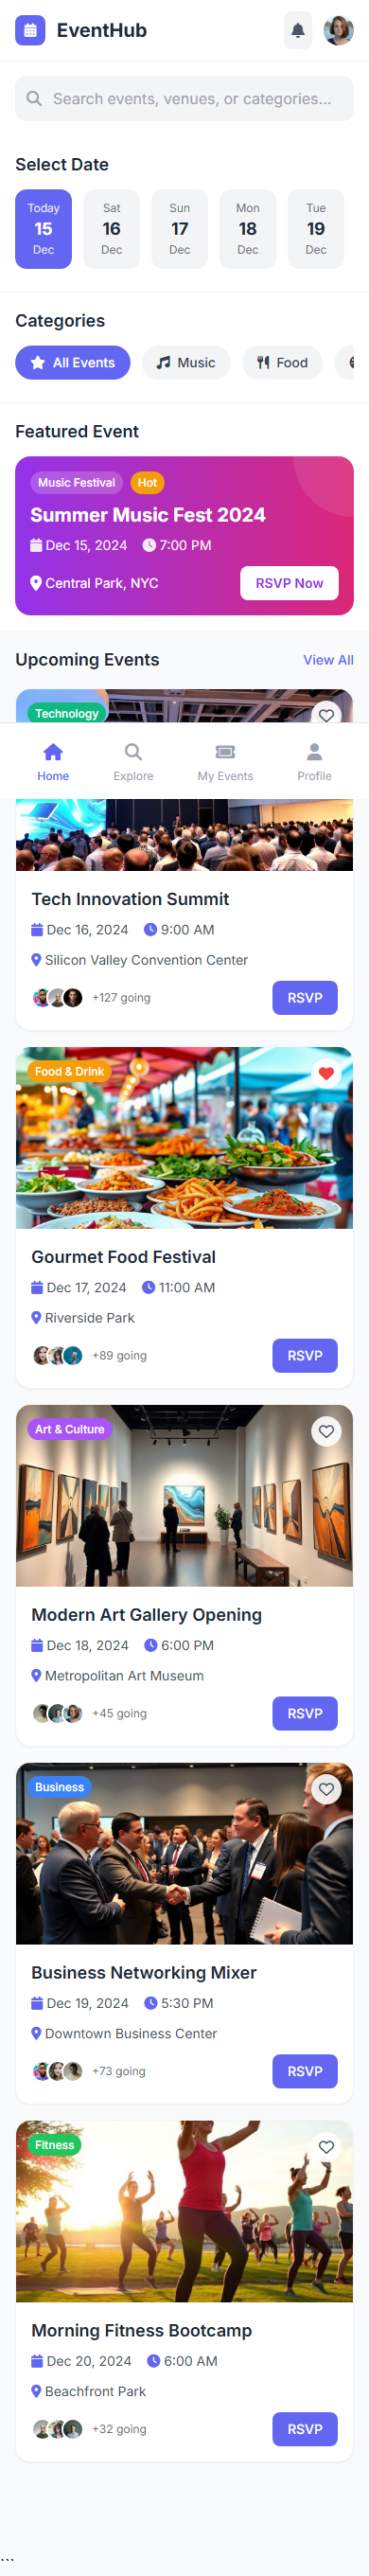 EventHub
Search events, venues, or categories...
Select Date
Today
15
Dec
Sat
16
Dec
Sun
17
Dec
Mon
18
Dec
Tue
19
Dec
Categories
All Events
Music
Food
Featured Event
Music Festival
Hot
Summer Music Fest 2024
Dec 15, 2024
7:00 PM
Central Park, NYC
RSVP Now
Upcoming Events
View All
Technology
Home
Explore
My Events
Profile
Tech Innovation Summit
Dec 16, 2024
9:00 AM
Silicon Valley Convention Center
+127 going
RSVP
Food & Drink
Gourmet Food Festival
Dec 17, 2024
11:00 AM
Riverside Park
+89 going
RSVP
Art & Culture
Modern Art Gallery Opening
Dec 18, 2024
6:00 PM
Metropolitan Art Museum
+45 going
RSVP
Business
Business Networking Mixer
Dec 19, 2024
5:30 PM
Downtown Business Center
+73 going
RSVP
Fitness
Morning Fitness Bootcamp
Dec 20, 2024
6:00 AM
Beachfront Park
+32 going
RSVP
```